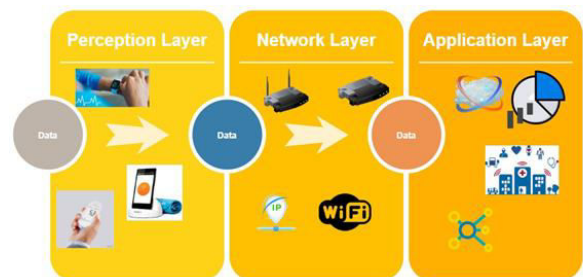 Perception Layer
Network Layer
Application Layer
Data
Data
Data
IP
WiFi